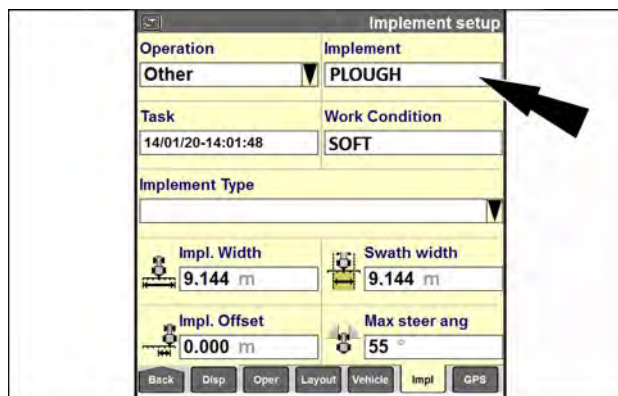 Implement setup
Operation
Implement
Other
PLOUGH
Task
Work Condition
14/01/20-14:01:48
SOFT
Implement Type
Impl. Width
Swath width
9.144 m
9.144 m
Impl. Offset
Max steer ang
0.000 m
55 °
Back Disp Oper Layout Vehicle Impl GPS